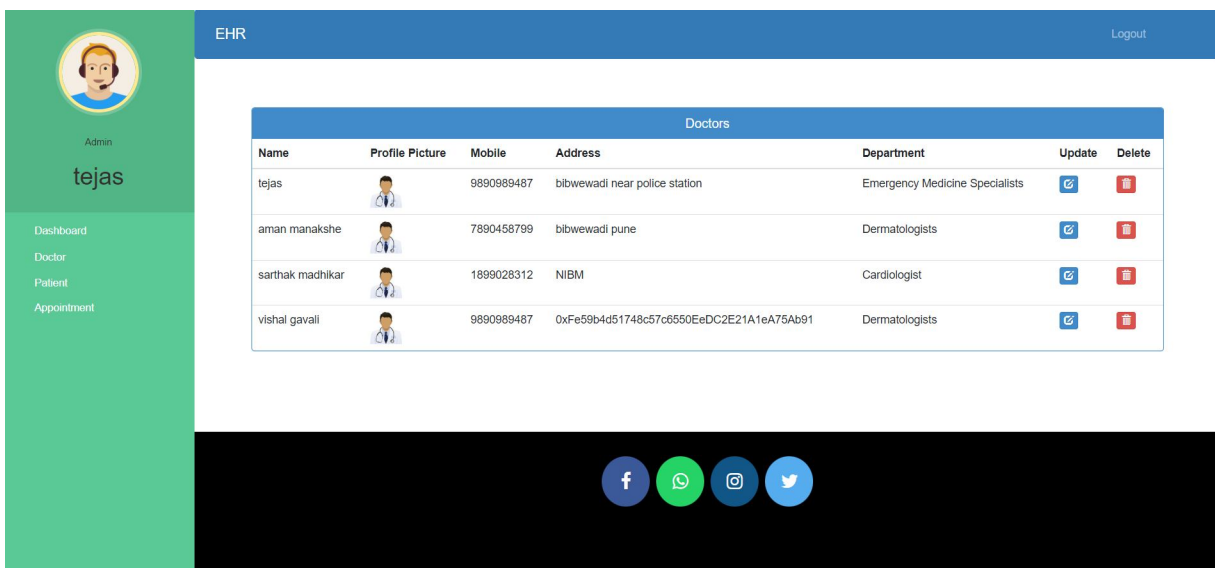 EHR Logout
Admin
tejas
Dashboard
Doctor
Patient
Appointment
Doctors
Name Profile Picture Mobile Address Department Update Delete
tejas 9890989487 bibwewadi near police station Emergency Medicine Specialists
aman manakshe 7890458799 bibwewadi pune Dermatologists
sarthak madhikar 1899028312 NIBM Cardiologist
vishal gavali 9890989487 0xFe59b4d51748c57c6550EeDC2E21A1eA75Ab91 Dermatologists